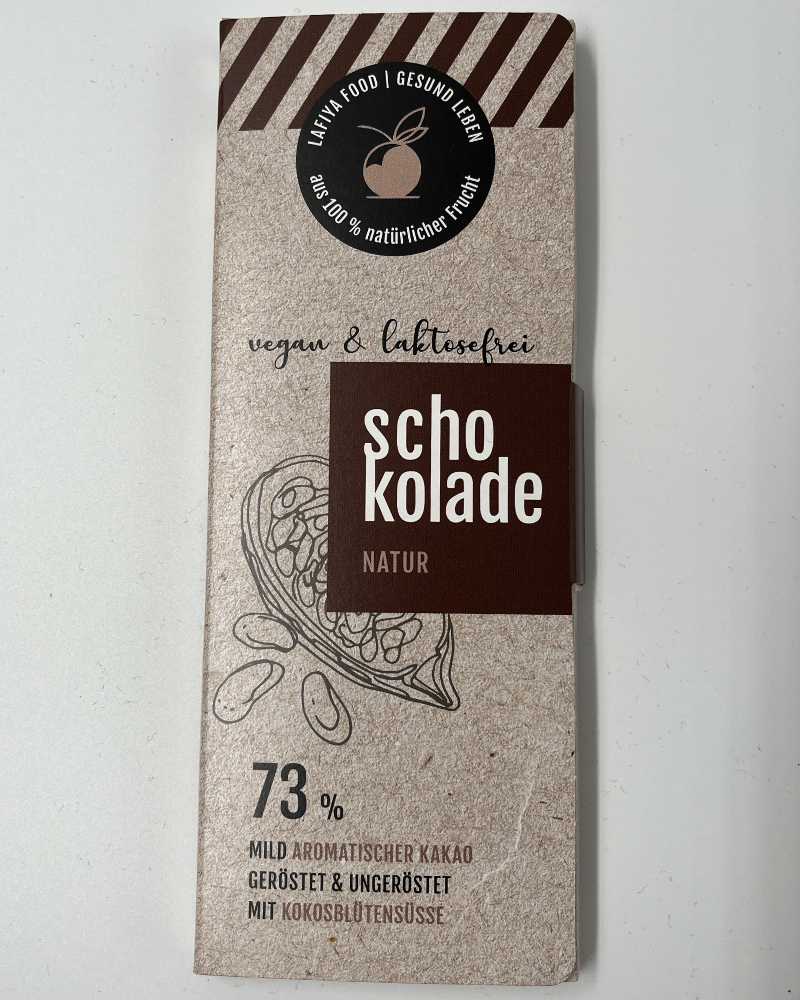 LAFIYA FOOD | GESUND LEBEN
aus 100 % natürlicher Frucht
vegan & laktosefrei
scho
kolade
NATUR
73 %
MILD AROMATISCHER KAKAO
GERÖSTET & UNGERÖSTET
MIT KOKOSBLÜTENSÜSSE